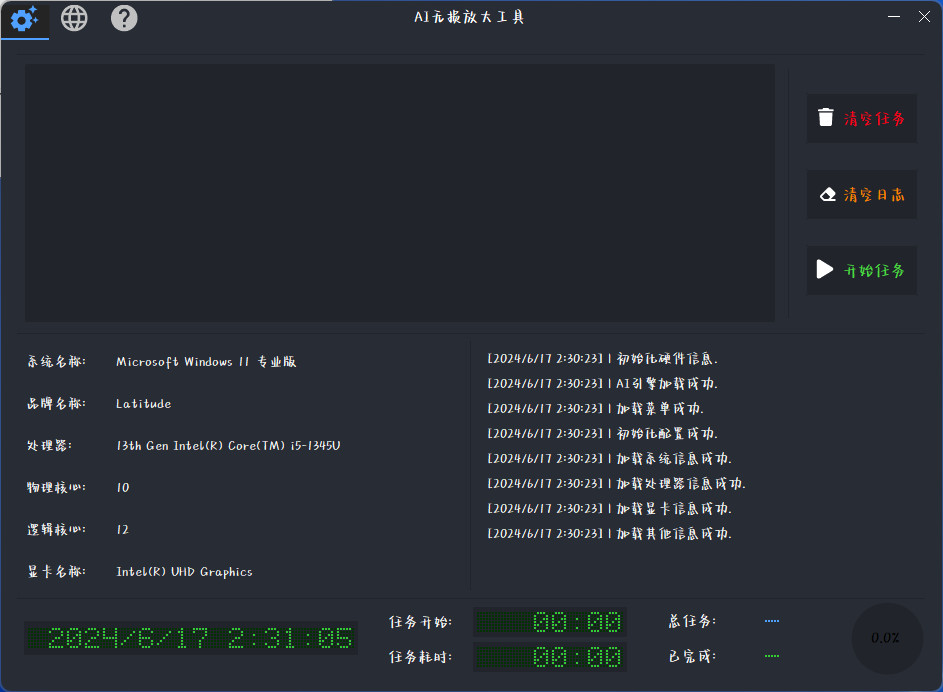 AI无损放大工具
清空任务
清空日志
开始任务
系统名称: Microsoft Windows 11 专业版
品牌名称: Latitude
处理器: 13th Gen Intel(R) Core(TM) i5-1345U
物理核心: 10
逻辑核心: 12
显卡名称: Intel(R) UHD Graphics
[2024/6/17 2:30:23] | 初始化硬件信息.
[2024/6/17 2:30:23] | AI引擎加载成功.
[2024/6/17 2:30:23] | 加载菜单成功.
[2024/6/17 2:30:23] | 初始化配置成功.
[2024/6/17 2:30:23] | 加载系统信息成功.
[2024/6/17 2:30:23] | 加载处理器信息成功.
[2024/6/17 2:30:23] | 加载显卡信息成功.
[2024/6/17 2:30:23] | 加载其他信息成功.
2024/6/17 2:31:05
任务开始: 00:00
任务耗时: 00:00
总任务: ----
已完成: ----
0.0%